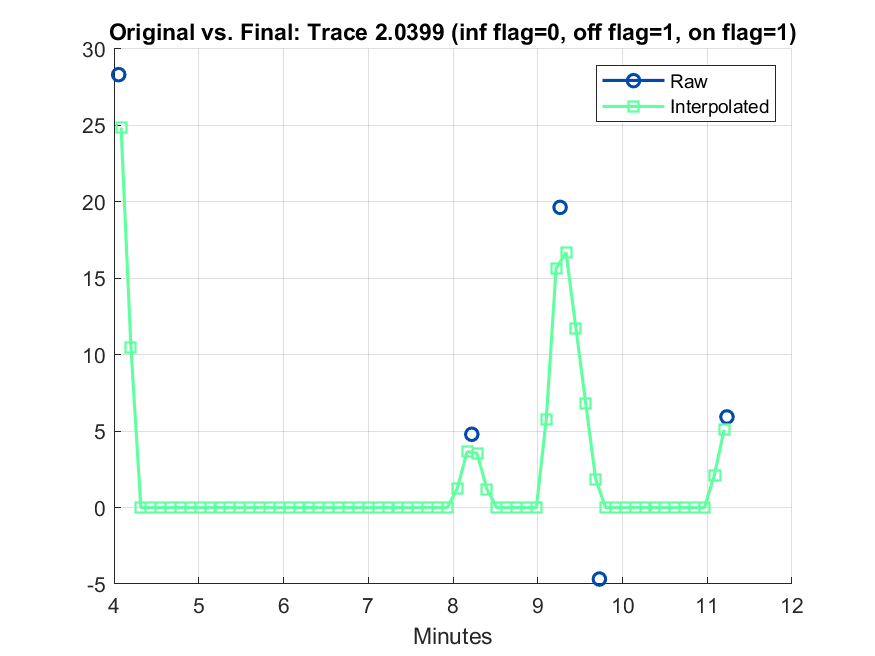 Original vs. Final: Trace 2.0399 (inf flag=0, off flag=1, on flag=1)
30
25
20
15
10
5
0
-5
Raw
Interpolated
4 5 6 7 8 9 10 11 12
Minutes